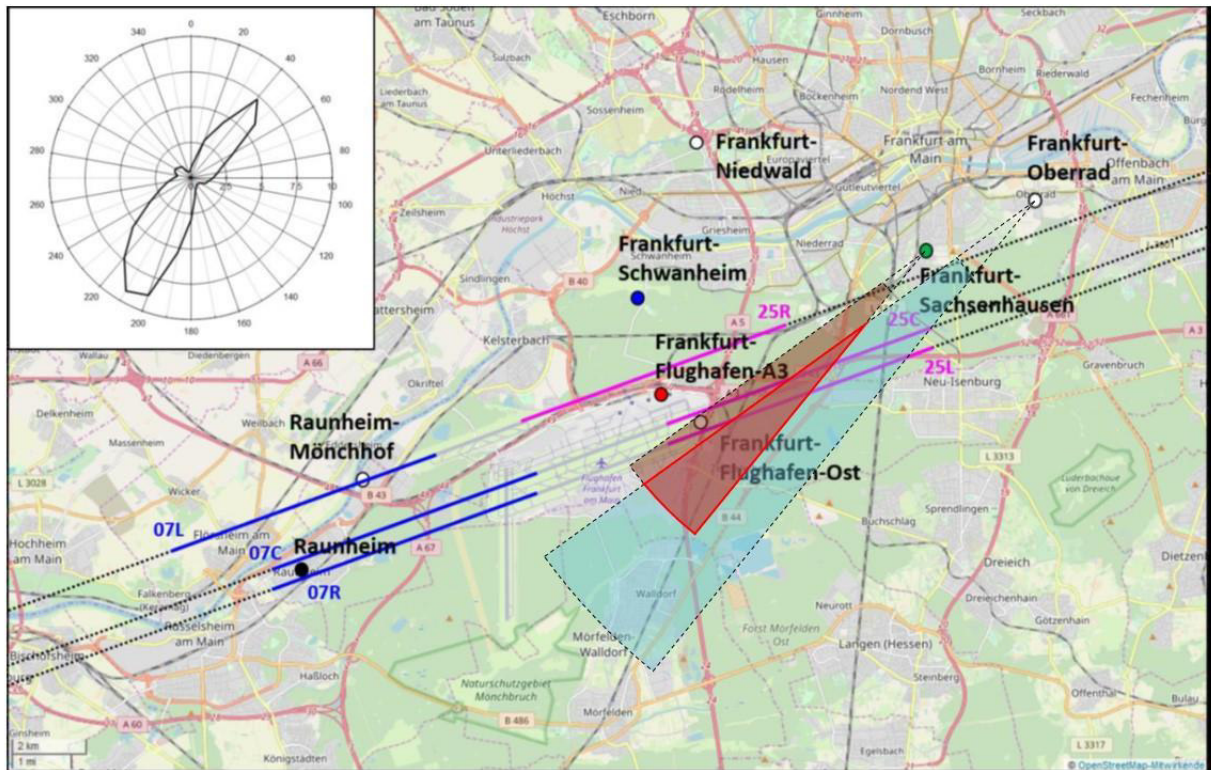 0
20
40
60
80
100
120
140
160
180
200
220
240
260
280
300
320
340
2.5
5
7.5
10
am Taunus
Eschborn
Ginnheim
Dornbusch
Seckbach
Sulzbach
Hausen
Bornheim
Riederwald
Liederbach
am Taunus
Rödelheim
Bockenheim
Nordend West
Fechenheim
Sossenheim
Unterliederbach
Frankfurt-
Niedwald
Europaviertel
Frankfurt am
Main
Frankfurt-
Oberrad
Offenbach
am Main
Höchst
Nied
Gutleutviertel
Oberrad
Zeilsheim
Industriepark
Höchst
Griesheim
Niederrad
Frankfurt-
Schwanheim
Schwanheim
Sindlingen
B 40
Frankfurt-
Sachsenhausen
Hattersheim
A 5
25R
25C
A 661
A 3
Wallau
Diedenbergen
A 66
Kelsterbach
Frankfurt-
Flughafen-A3
25L
Neu-Isenburg
Gravenbruch
Okriftel
Delkenheim
Weilbach
Raunheim-
Mönchhof
Eddersheim
Massenheim
Frankfurt-
Flughafen-Ost
L 3028
Wicker
B 43
Flughafen
Frankfurt
am Main
L 3313
Sprendlingen
Luderbachaue
von Dreieich
B 44
Buchschlag
07L
Flörsheim am
Main
Hochheim
am Main
07C
Raunheim
A 67
Dreieich
Dietzenbach
07R
Falkenberg
Walldorf
Neurott
Dreieichenhain
Götzenhain
Rüsselsheim
am Main
Mörfelden-
Walldorf
Forst Mörfelden
Ost
Langen (Hessen)
Offenthal
Steinberg
Bischofsheim
Haßloch
Naturschutzgebiet
Mönchbruch
Mörfelden
Bulau
A 60
B 486
Ginsheim
2 km
1 mi
Königstädten
Egelsbach
L 3317
© OpenStreetMap-Mitwirkende